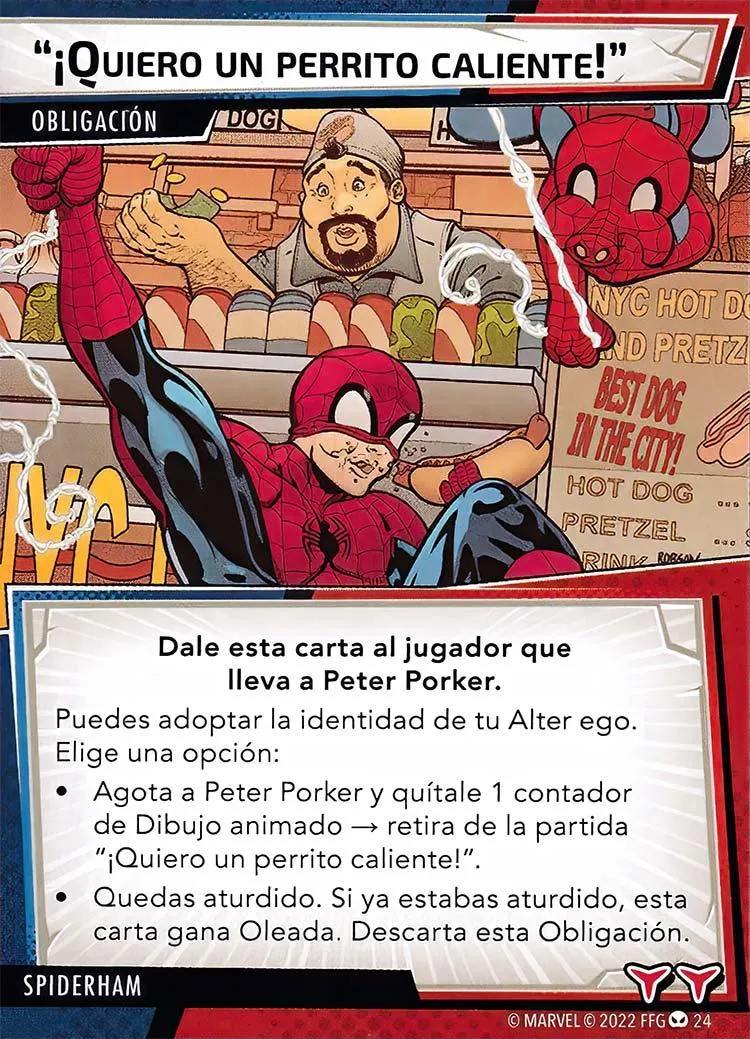 “¡QUIERO UN PERRITO CALIENTE!”
OBLIGACIÓN
DOG
H
NYC HOT D
ND PRETZ
BEST DOG
IN THE CITY!
HOT DOG
PRETZEL
RINK
ROBSON
Dale esta carta al jugador que
lleva a Peter Porker.
Puedes adoptar la identidad de tu Alter ego.
Elige una opción:
• Agota a Peter Porker y quítale 1 contador
de Dibujo animado → retira de la partida
“¡Quiero un perrito caliente!”.
• Quedas aturdido. Si ya estabas aturdido, esta
carta gana Oleada. Descarta esta Obligación.
SPIDERHAM
© MARVEL © 2022 FFG 24